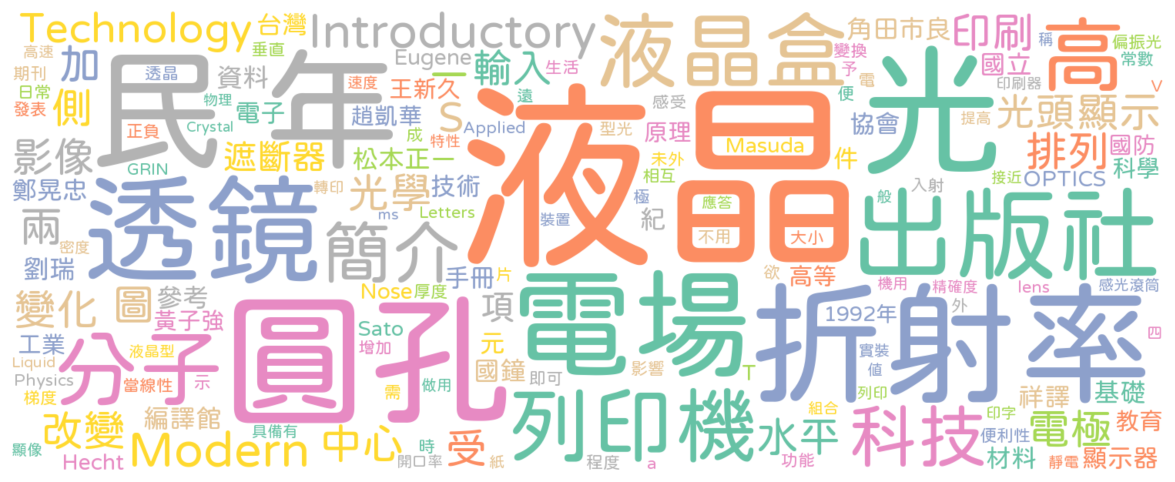 Technology
台灣
Introductory
液晶盒
角田市良
印刷
高
偏振光
高速
垂直
Eugene
變換
稱
常數
加
透晶
資料
輸入
生活
予
國立
期刊
日常
民年
一
液晶
光
電
印刷器
V
發表
側
物理
速度
王新久
遠
感受
便
光頭顯示
電子
S
趙凱華
協會
提高
正負
Crystal
成
特性
Applied
型光
原理
Masuda
排列
國防
影像
GRIN
遮斷器
松本正一
未外
件
科學
鄭晃忠
透鏡
轉印
光學
技術
相互
極
應答
般
入射
接近
OPTICS
兩
ms
Letters
裝置
紀
不用
大小
出版社
密度
簡介
劉瑞
手冊
片
電場
欲
高等
機用
精確度
感光滾筒
變化
圖
參考
Nose
厚度
項
折射率
lens
外
1992年
黃子強
圓孔
Sato
工業
分子
液晶型
增加
元
實裝
四
Liquid
Physics
當線性
示
國鐘
即可
影響
T
值
梯度
需
做用
列印
祥譯
基礎
改變
編譯館
列印機
組合
科技
印字
電極
教育
具備有
水平
便利性
顯像
Modern
中心
時
受
Hecht
開口率
紙
程度
a
功能
材料
靜電
顯示器